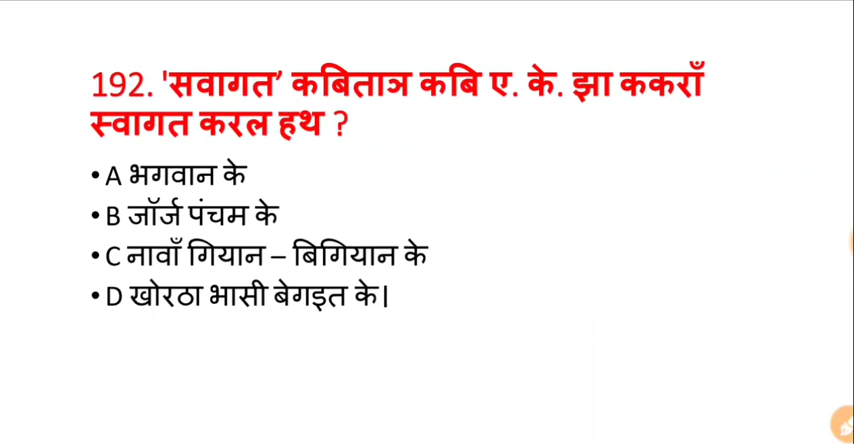 192. 'सवागत’ कबिताञ कबि ए. के. झा ककराँ
स्वागत करल हथ ?
• A भगवान के
• B जॉर्ज पंचम के
• C नावाँ गियान – बिगियान के
• D खोरठा भासी बेगइत के।